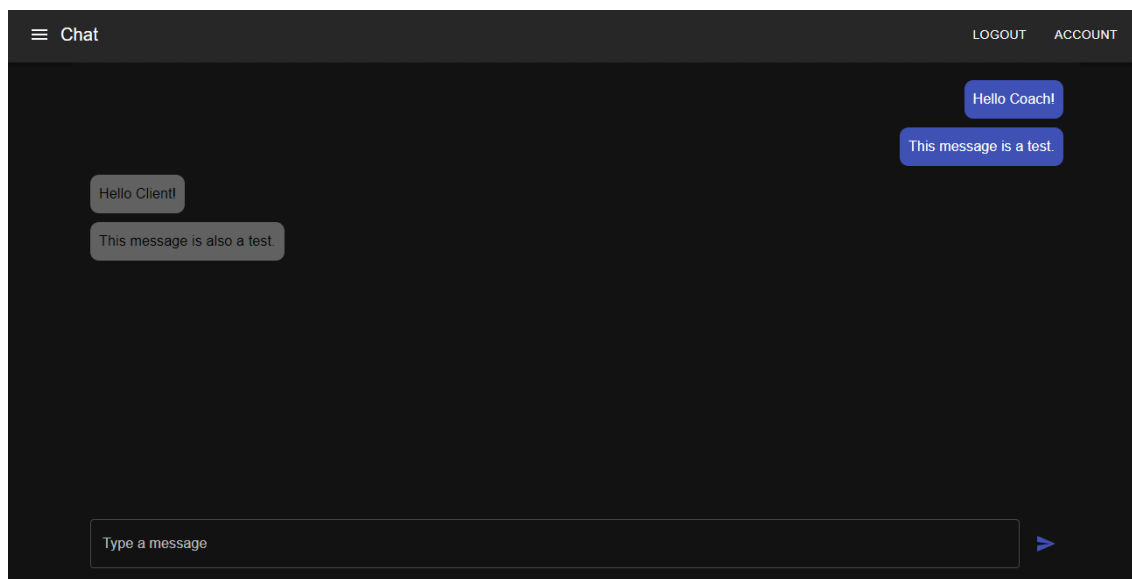 Chat
LOGOUT ACCOUNT
Hello Coach!
This message is a test.
Hello Client!
This message is also a test.
Type a message